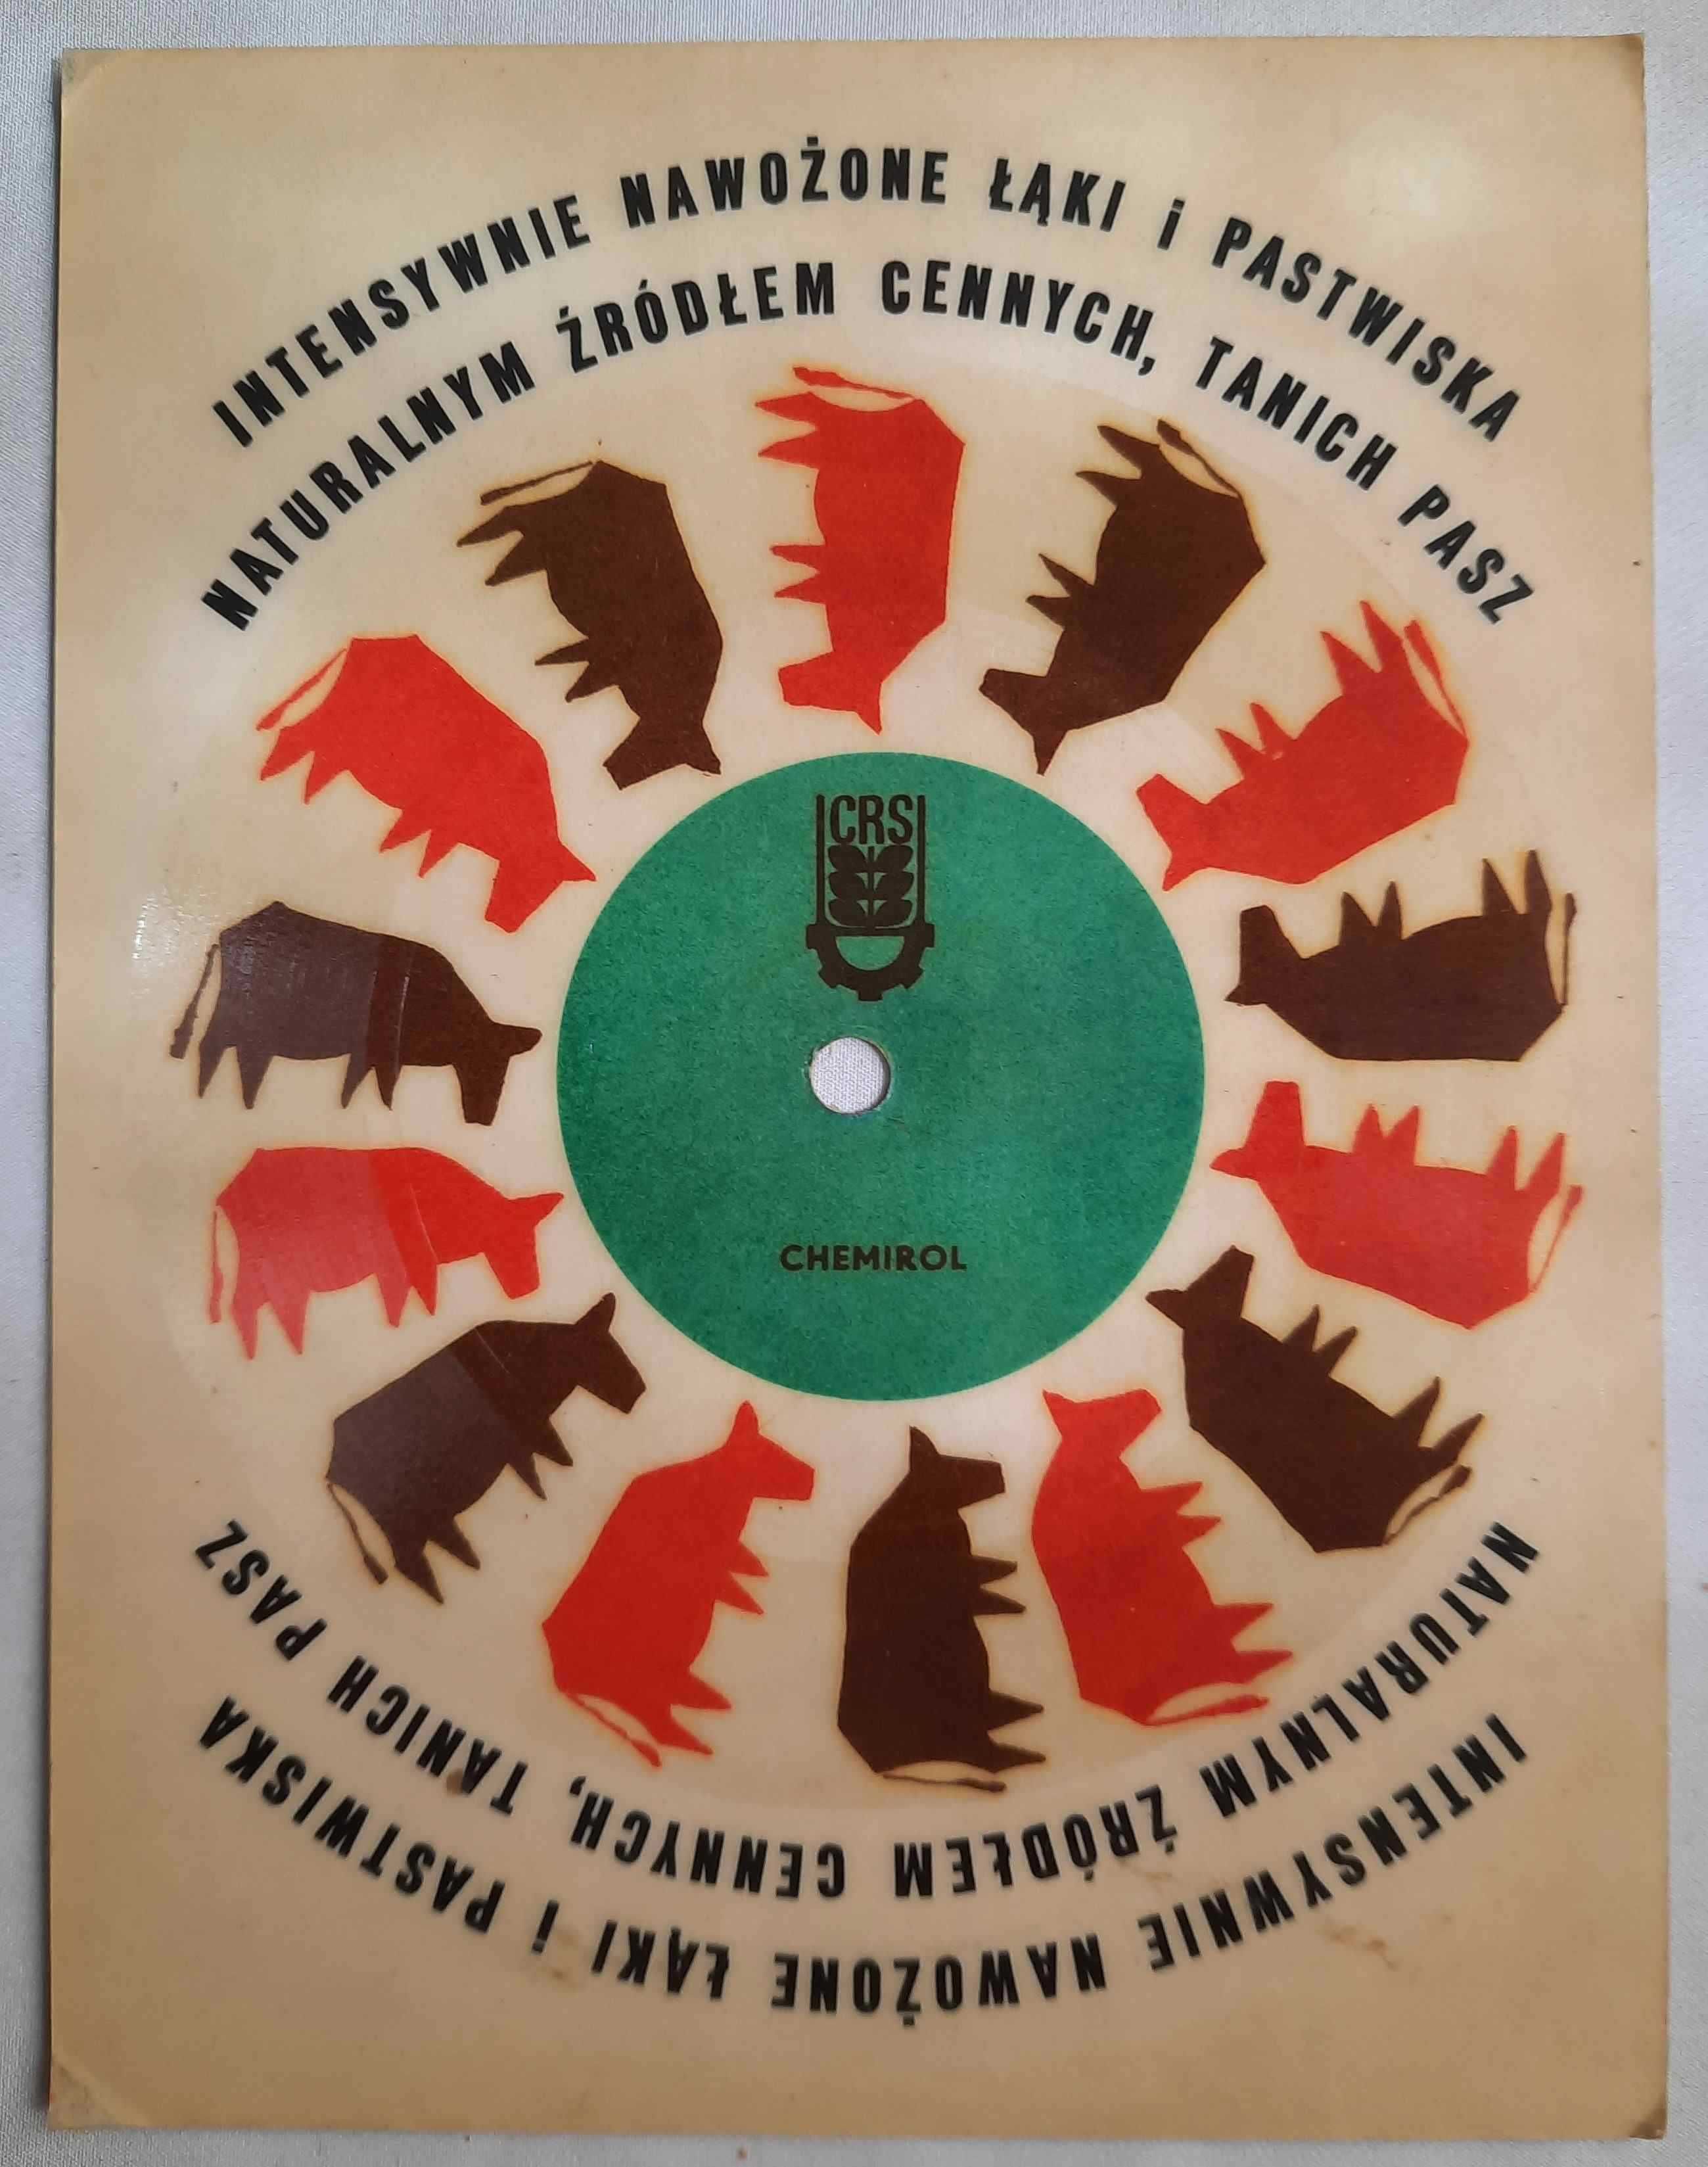 INTENSYWNIE NAWOŻONE ŁĄKI i PASTWISKA
NATURALNYM ŹRÓDŁEM CENNYCH, TANICH PASZ
CRS
CHEMIROL
NATURALNYM ŹRÓDŁEM CENNYCH, TANICH PASZ
INTENSYWNIE NAWOŻONE ŁĄKI i PASTWISKA